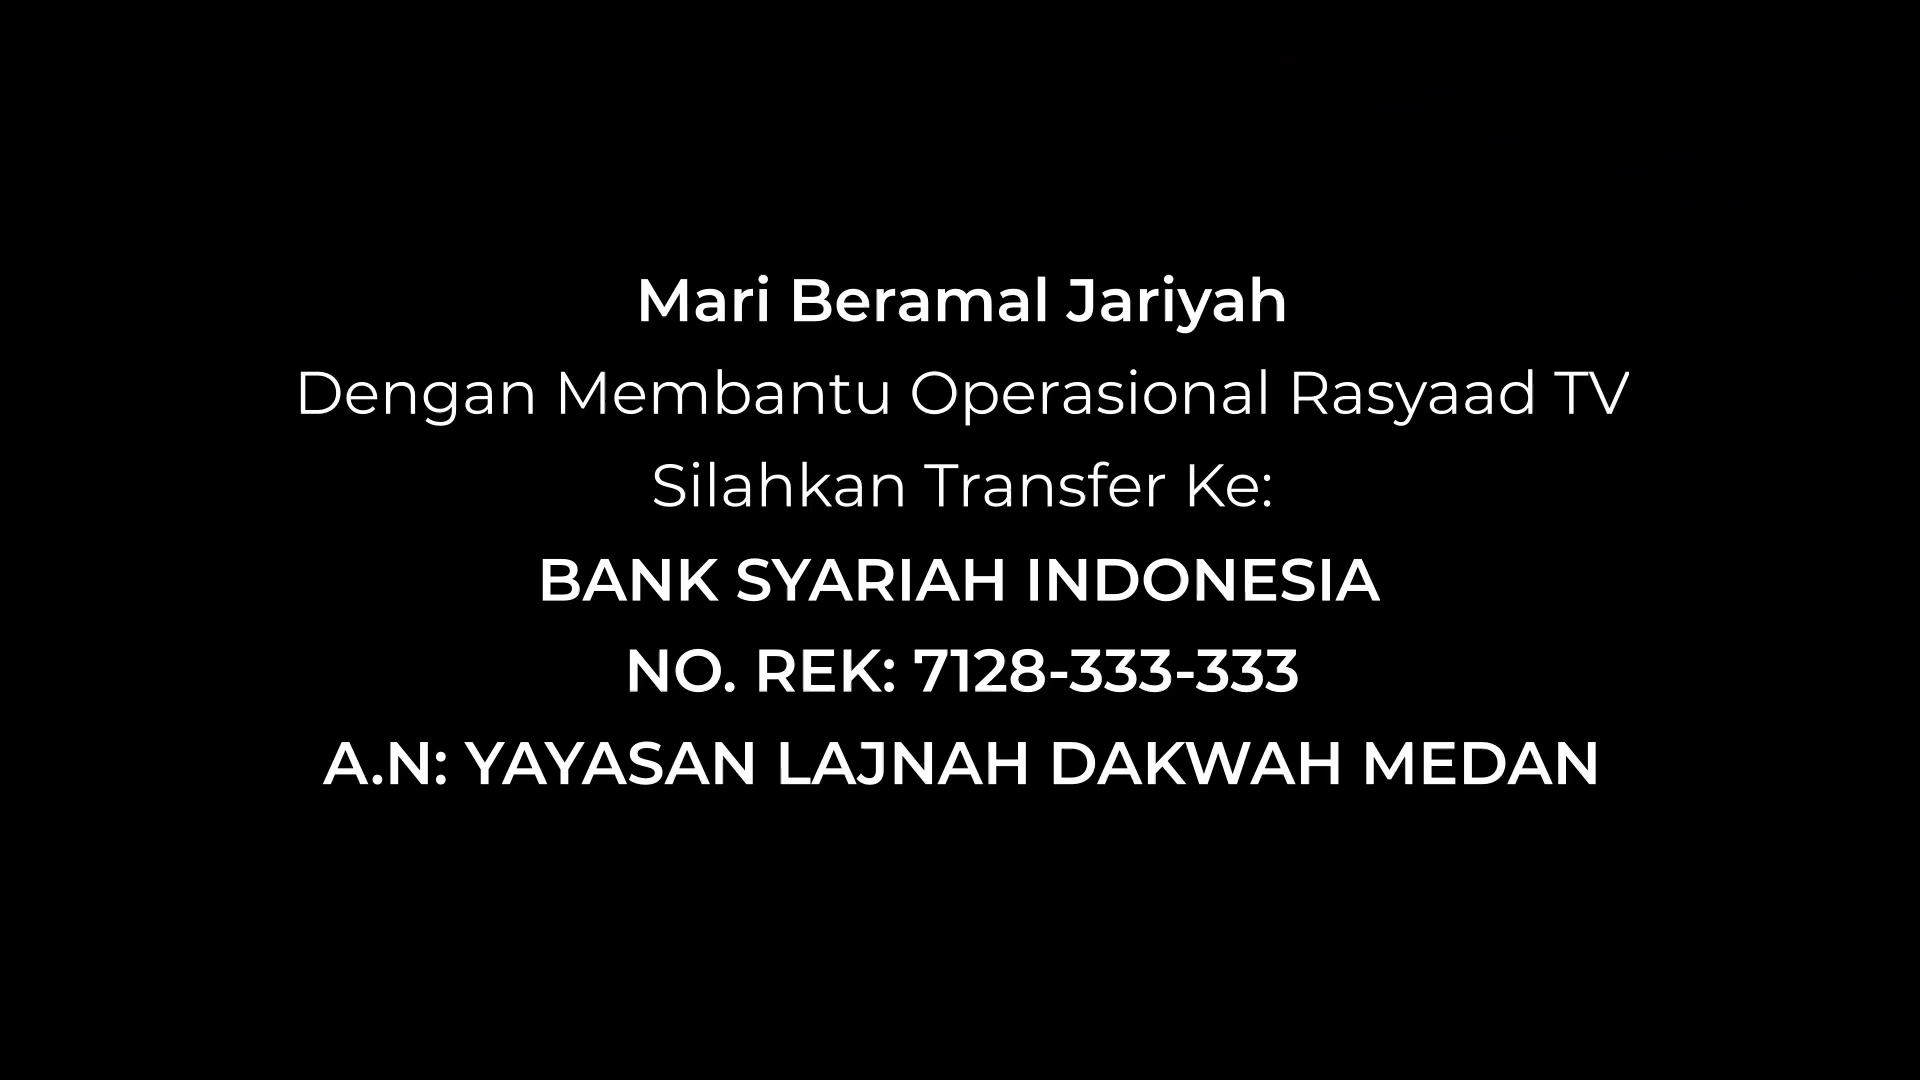 Mari Beramal Jariyah
Dengan Membantu Operasional Rasyaad TV
Silahkan Transfer Ke:
BANK SYARIAH INDONESIA
NO. REK: 7128-333-333
A.N: YAYASAN LAJNAH DAKWAH MEDAN